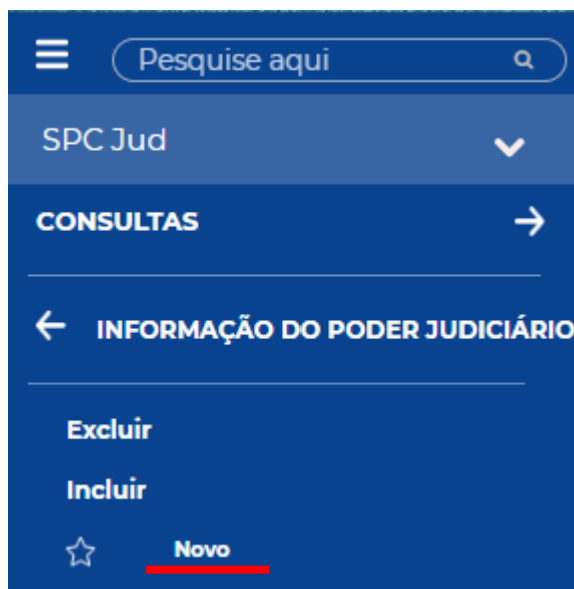 Pesquise aqui
SPC Jud
CONSULTAS
INFORMAÇÃO DO PODER JUDICIÁRIO
Excluir
Incluir
Novo